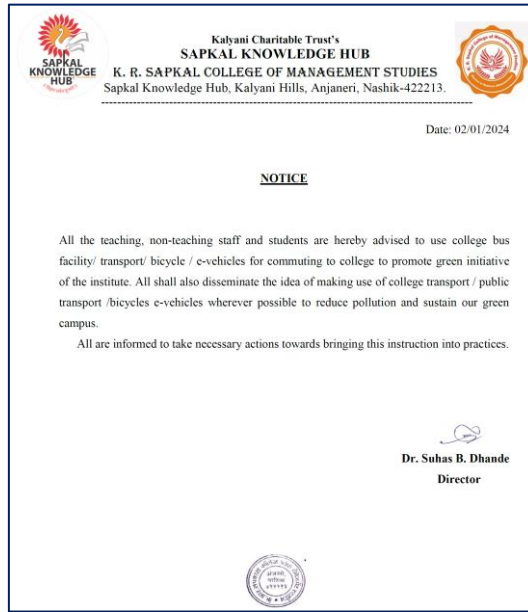 Kalyani Charitable Trust's
SAPKAL KNOWLEDGE HUB
K. R. SAPKAL COLLEGE OF MANAGEMENT STUDIES
Sapkal Knowledge Hub, Kalyani Hills, Anjaneri, Nashik-422213.
SAPKAL
KNOWLEDGE
HUB
Date: 02/01/2024
NOTICE
All the teaching, non-teaching staff and students are hereby advised to use college bus
facility/ transport/ bicycle / e-vehicles for commuting to college to promote green initiative
of the institute. All shall also disseminate the idea of making use of college transport / public
transport /bicycles e-vehicles wherever possible to reduce pollution and sustain our green
campus.
All are informed to take necessary actions towards bringing this instruction into practices.
Dr. Suhas B. Dhande
Director